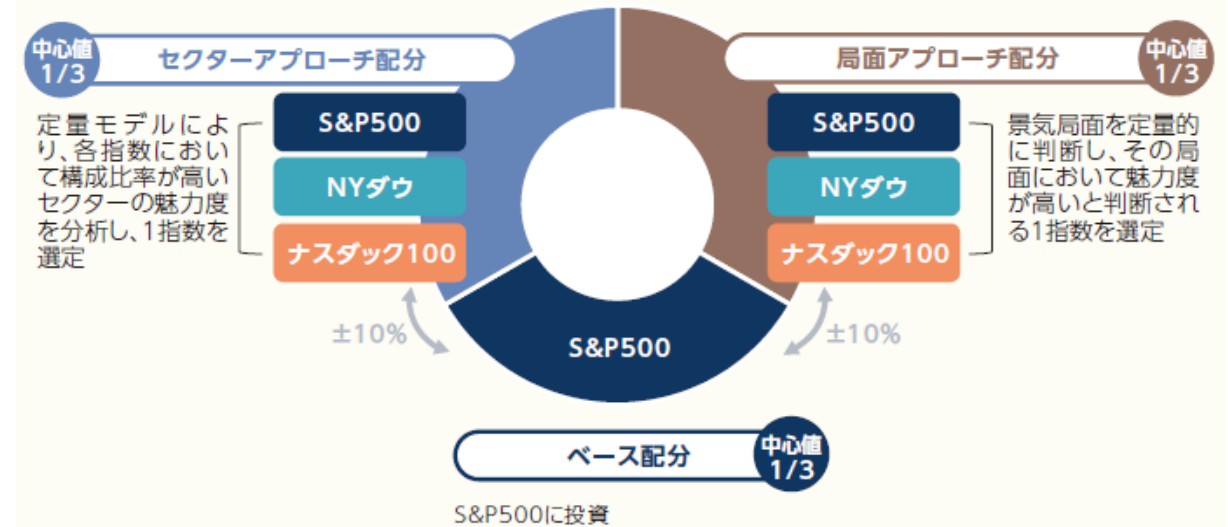 中心値
1/3
セクターアプローチ配分
定量モデルによ
り、各指数におい
て構成比率が高い
セクターの魅力度
を分析し、1指数を
選定
S&P500
NYダウ
ナスダック100
±10%
局面アプローチ配分
中心値
1/3
S&P500
NYダウ
ナスダック100
景気局面を定量的
に判断し、その局
面において魅力度
が高いと判断され
る1指数を選定
±10%
S&P500
ベース配分
中心値
1/3
S&P500に投資